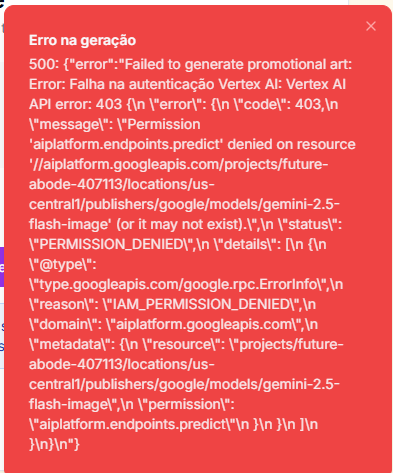 Erro na geração
500: {"error":"Failed to generate promotional art:
Error: Falha na autenticação Vertex AI: Vertex AI
API error: 403 {\n \"error\": {\n \"code\": 403,\n
\"message\": \"Permission
'aiplatform.endpoints.predict' denied on resource
'//aiplatform.googleapis.com/projects/future-
abode-407113/locations/us-
central1/publishers/google/models/gemini-2.5-
flash-image' (or it may not exist).\",\n \"status\":
\"PERMISSION_DENIED\",\n \"details\": [\n {\n
\"@type\":
\"type.googleapis.com/google.rpc.ErrorInfo\",\n
\"reason\": \"IAM_PERMISSION_DENIED\",\n
\"domain\": \"aiplatform.googleapis.com\",\n
\"metadata\": {\n \"resource\": \"projects/future-
abode-407113/locations/us-
central1/publishers/google/models/gemini-2.5-
flash-image\",\n \"permission\":
\"aiplatform.endpoints.predict\"\n }\n }\n ]\n
}\n}\n"}